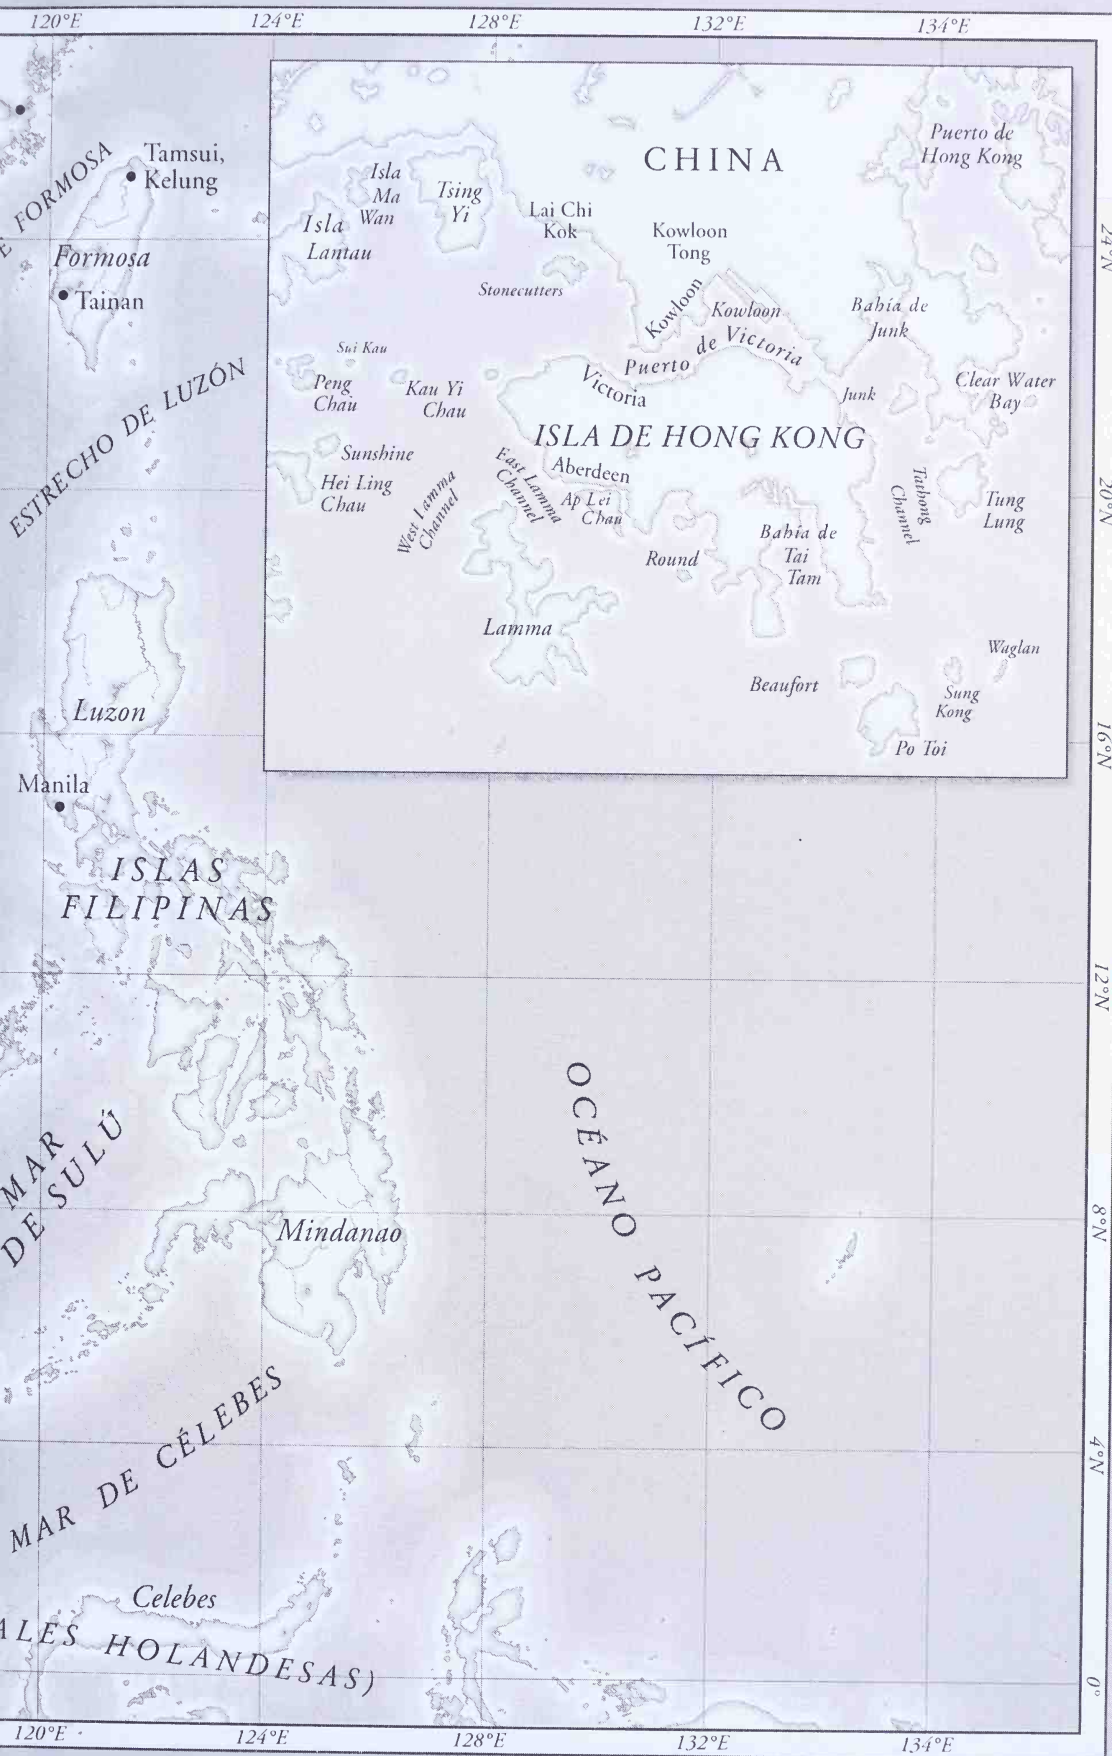 120°E 124°E 128°E 132°E 134°E
FORMOSA
Tamsui,
Kelung
Formosa
Tainan
ESTRECHO DE LUZÓN
Luzon
Manila
ISLAS
FILIPINAS
MAR
DE SULÚ
Mindanao
MAR DE CÉLEBES
Celebes
ALES HOLANDESAS)
OCÉANO PACÍFICO
CHINA
Puerto de
Hong Kong
Isla
Ma
Wan
Tsing
Yi
Isla
Lantau
Lai Chi
Kok
Kowloon
Tong
Stonecutters
Kowloon
Kowloon
Bahía de
Junk
Puerto de Victoria
Sui Kau
Peng
Chau
Kau Yi
Chau
Victoria
Junk
Clear Water
Bay
ISLA DE HONG KONG
Sunshine
Hei Ling
Chau
West Lamma
Channel
East Lamma
Channel
Aberdeen
Ap Lei
Chau
Tathong
Channel
Tung
Lung
Round
Bahía de
Tai
Tam
Lamma
Waglan
Beaufort
Sung
Kong
Po Toi
24°N
20°N
16°N
12°N
8°N
4°N
0°
120°E 124°E 128°E 132°E 134°E